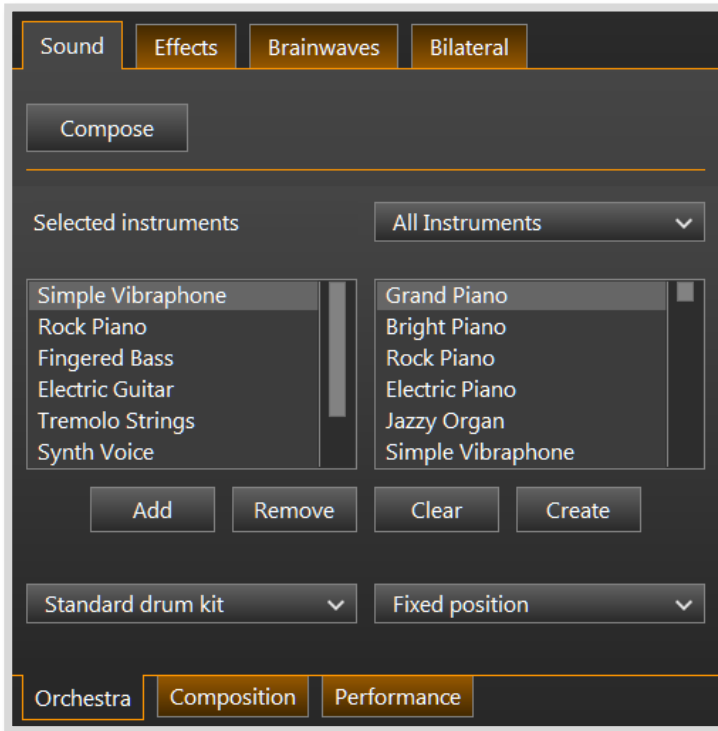 Sound Effects Brainwaves Bilateral
Compose
Selected instruments All Instruments
Simple Vibraphone Grand Piano
Rock Piano Bright Piano
Fingered Bass Rock Piano
Electric Guitar Electric Piano
Tremolo Strings Jazzy Organ
Synth Voice Simple Vibraphone
Add Remove Clear Create
Standard drum kit Fixed position
Orchestra Composition Performance